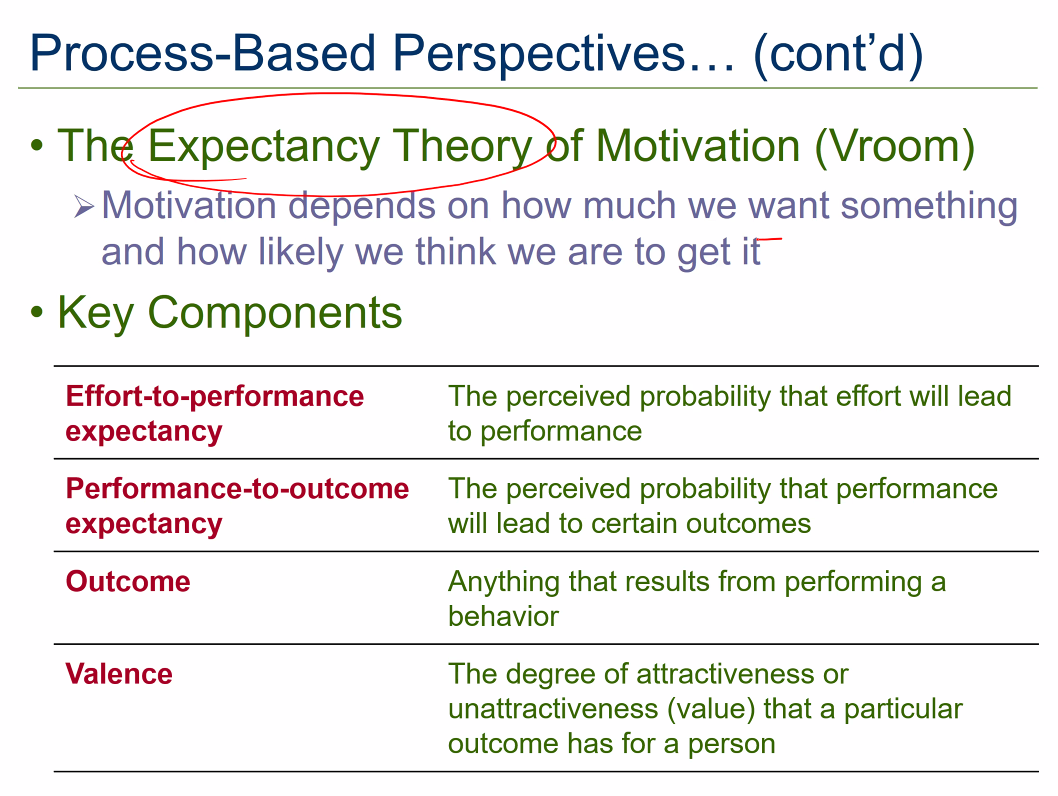 Process-Based Perspectives… (cont’d)
• The Expectancy Theory of Motivation (Vroom)
➢Motivation depends on how much we want something
and how likely we think we are to get it
• Key Components
Effort-to-performance The perceived probability that effort will lead
expectancy to performance
Performance-to-outcome The perceived probability that performance
expectancy will lead to certain outcomes
Outcome Anything that results from performing a
behavior
Valence The degree of attractiveness or
unattractiveness (value) that a particular
outcome has for a person